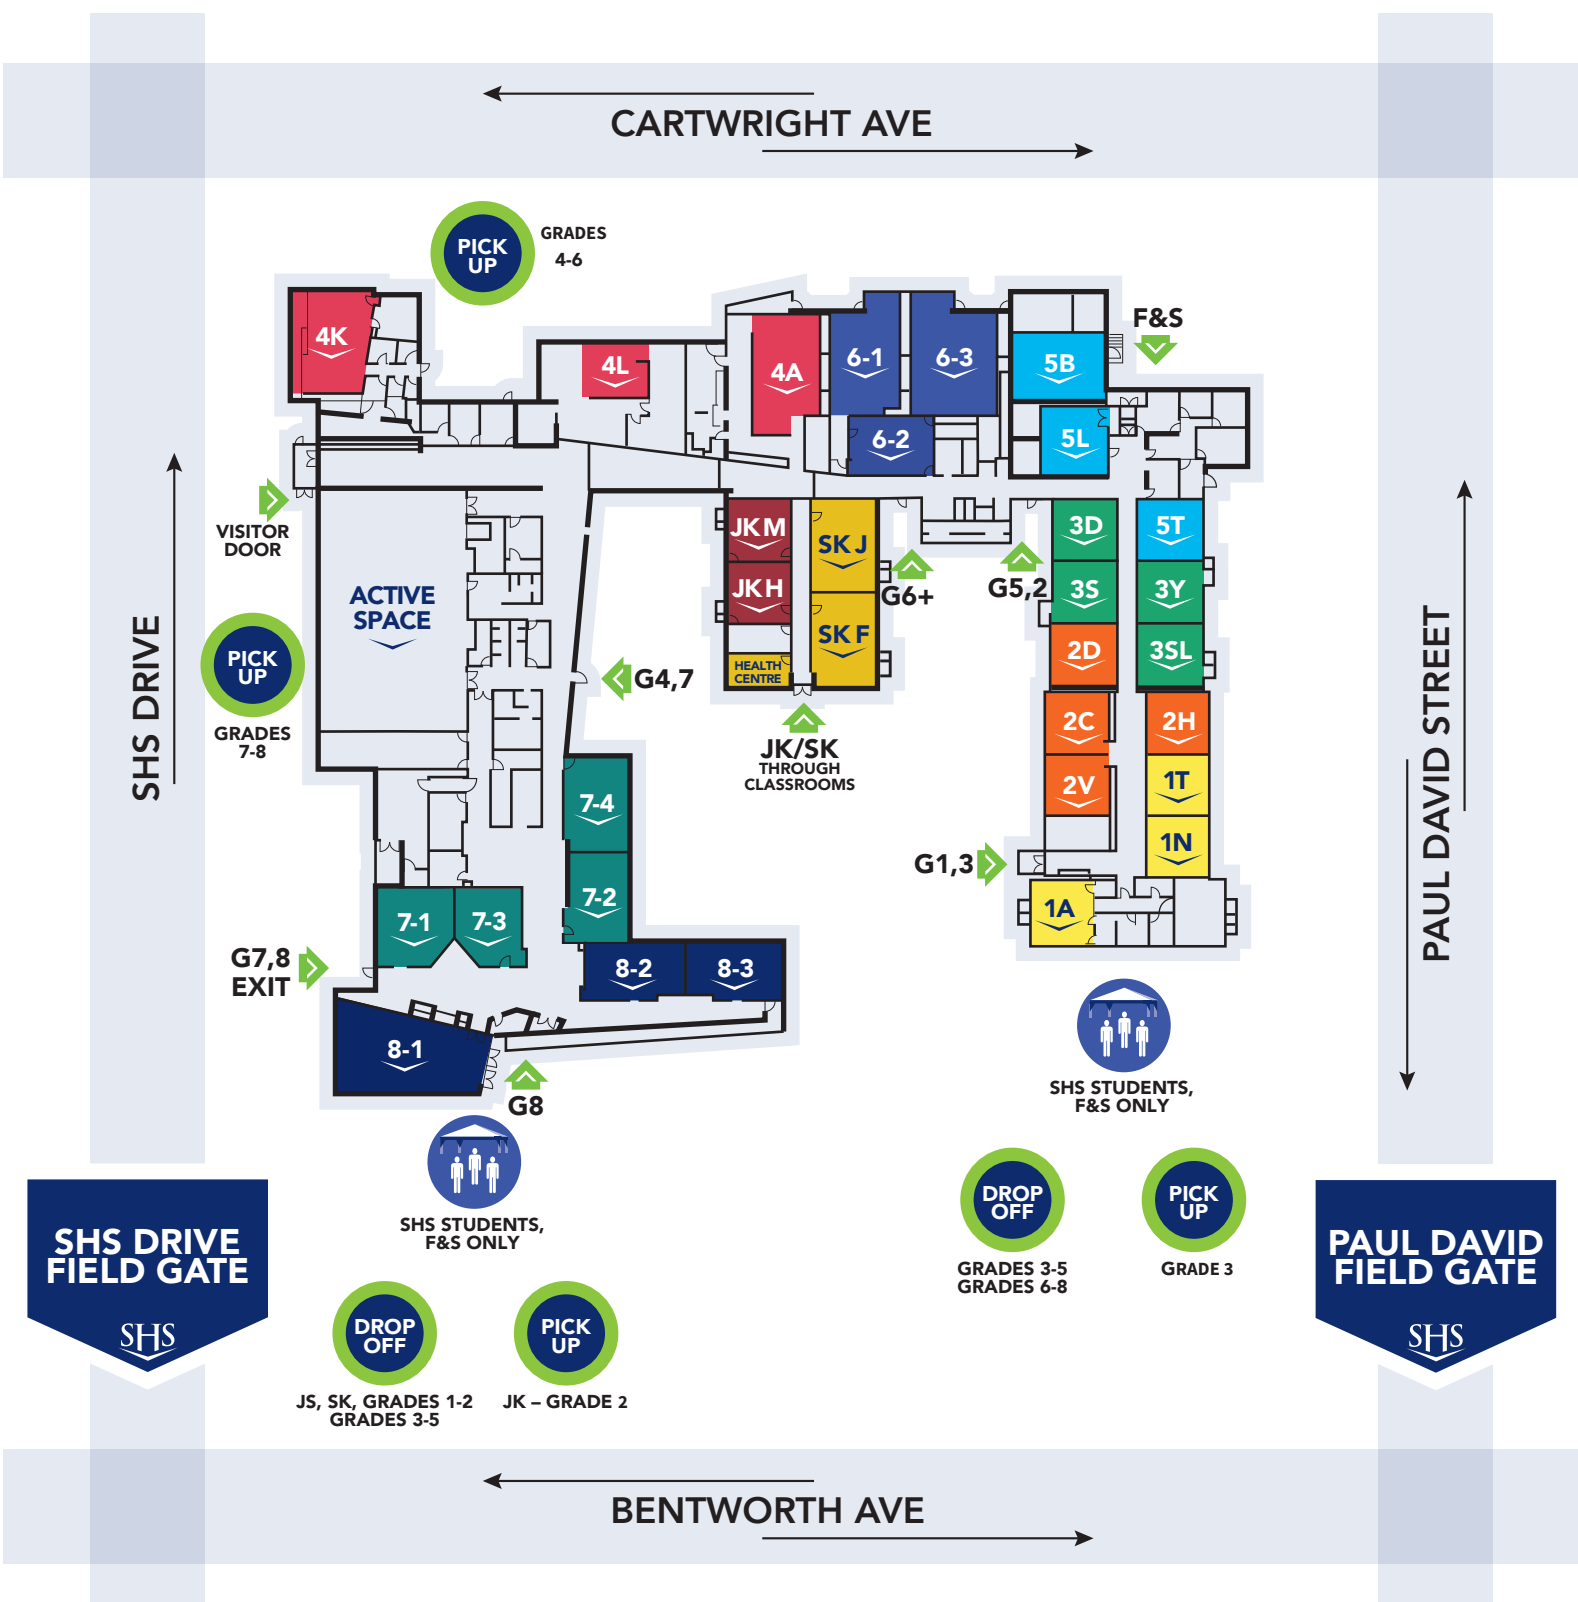 CARTWRIGHT AVE
PICK
UP
GRADES
4-6
4K
4L
4A
6-1
6-3
6-2
5B
5L
F&S
VISITOR
DOOR
ACTIVE
SPACE
JK M
JK H
SK J
SK F
HEALTH
CENTRE
G6+
G5,2
3D
5T
3S
3Y
2D
3SL
2C
2H
2V
1T
1N
1A
SHS DRIVE
PICK
UP
GRADES
7-8
G4,7
JK/SK
THROUGH
CLASSROOMS
PAUL DAVID STREET
7-4
7-2
7-1
7-3
G1,3
G7,8
EXIT
8-2
8-3
8-1
G8
SHS STUDENTS,
F&S ONLY
SHS STUDENTS,
F&S ONLY
SHS DRIVE
FIELD GATE
SHS
DROP
OFF
GRADES 3-5
GRADES 6-8
PICK
UP
GRADE 3
PAUL DAVID
FIELD GATE
SHS
DROP
OFF
JS, SK, GRADES 1-2
GRADES 3-5
PICK
UP
JK – GRADE 2
BENTWORTH AVE